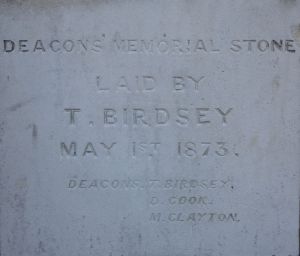 DEACONS MEMORIAL STONE
LAID BY
T. BIRDSEY
MAY 1ST 1873.
DEACONS. T. BIRDSEY.
D. COOK.
M. CLAYTON.